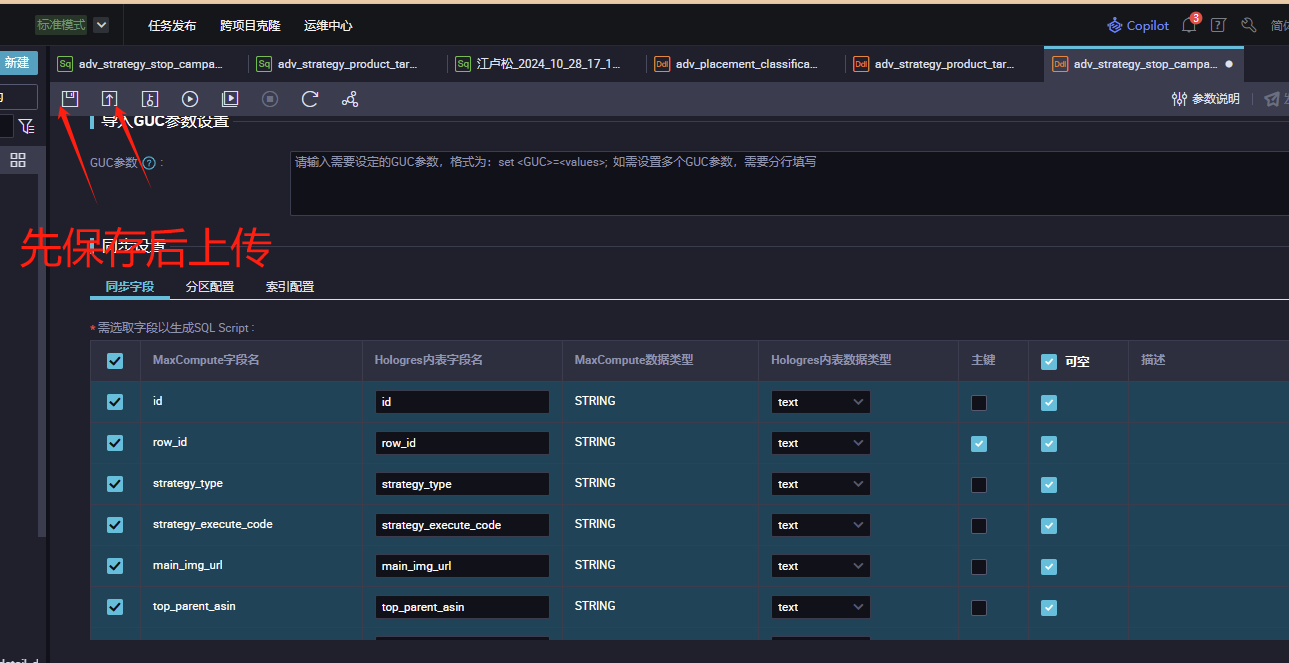 标准模式 任务发布 跨项目克隆 运维中心 Copilot 3 简体
新建 Sq adv_strategy_stop_campa... Sq adv_strategy_product_tar... Sq 江卢松_2024_10_28_17_1... Ddl adv_placement_classifica... Ddl adv_strategy_product_tar... Ddl adv_strategy_stop_campa...
参数说明
导入GUC参数设置
GUC参数 ? :
请输入需要设定的GUC参数，格式为：set <GUC>=<values>; 如需设置多个GUC参数，需要分行填写
先保存后上传
同步设置
同步字段 分区配置 索引配置
* 需选取字段以生成SQL Script :
MaxCompute字段名 Hologres内表字段名 MaxCompute数据类型 Hologres内表数据类型 主键 可空 描述
id id STRING text
row_id row_id STRING text
strategy_type strategy_type STRING text
strategy_execute_code strategy_execute_code STRING text
main_img_url main_img_url STRING text
top_parent_asin top_parent_asin STRING text